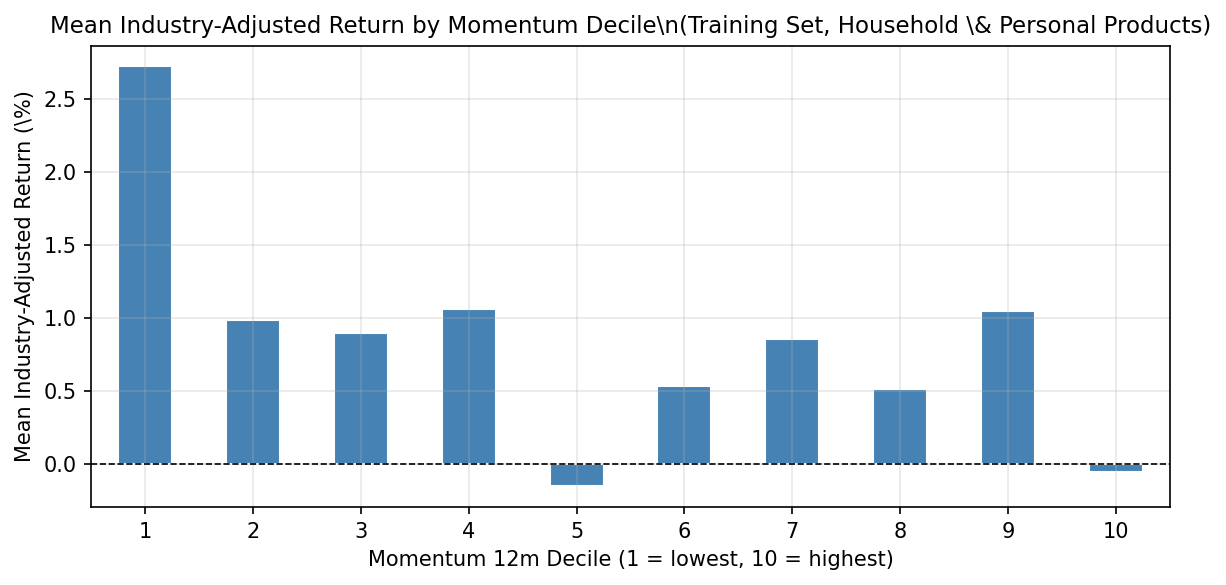 Mean Industry-Adjusted Return by Momentum Decile\n(Training Set, Household \& Personal Products)
Mean Industry-Adjusted Return (\%)
2.5
2.0
1.5
1.0
0.5
0.0
1 2 3 4 5 6 7 8 9 10
Momentum 12m Decile (1 = lowest, 10 = highest)